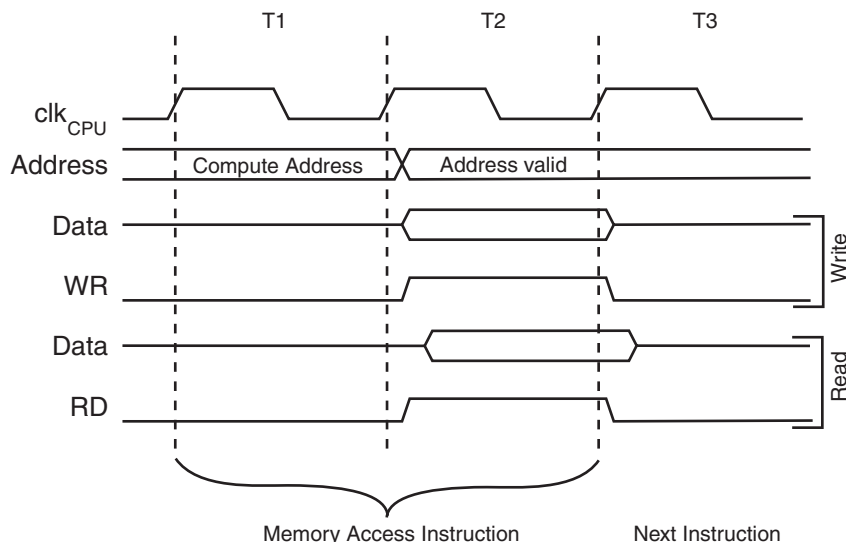 T1 T2 T3
clkCPU
Address Compute Address Address valid
Data
WR
Write
Data
RD
Read
Memory Access Instruction Next Instruction